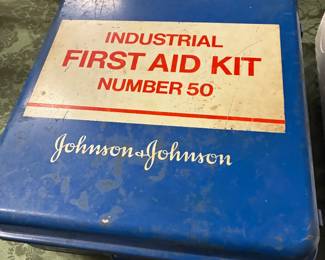 INDUSTRIAL
FIRST AID KIT
NUMBER 50
Johnson & Johnson